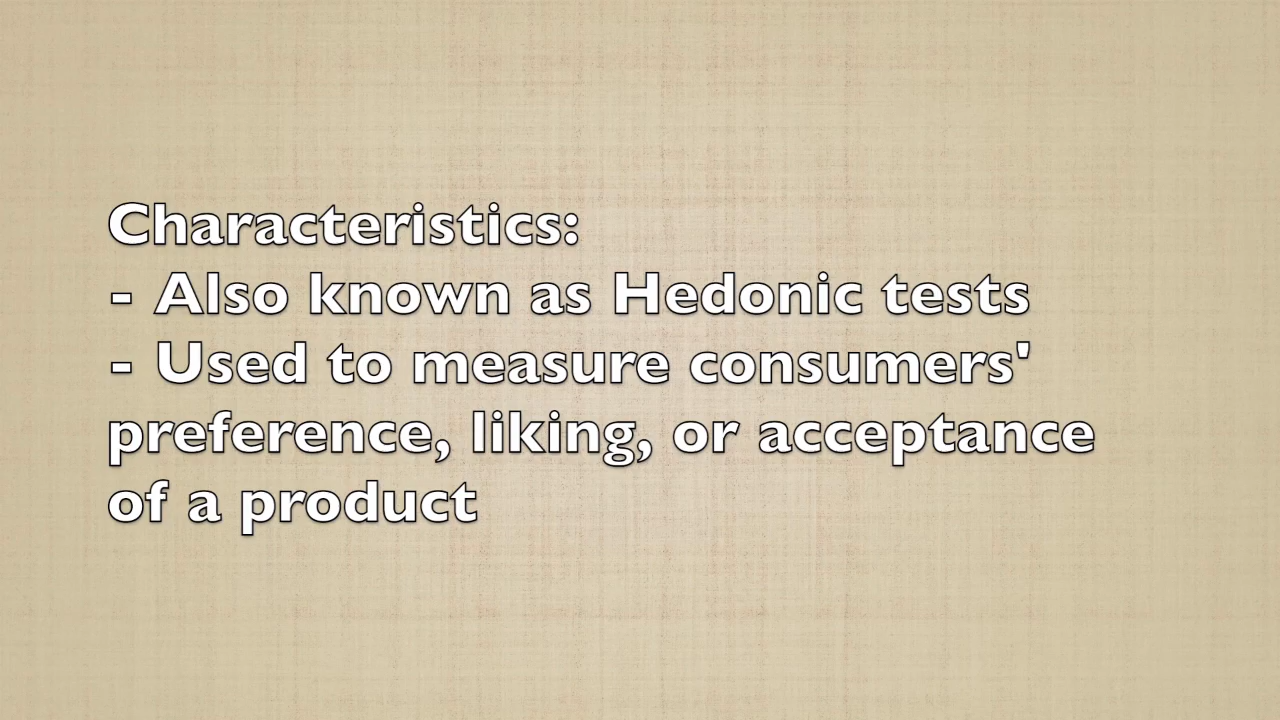 Characteristics:
- Also known as Hedonic tests
- Used to measure consumers'
preference, liking, or acceptance
of a product